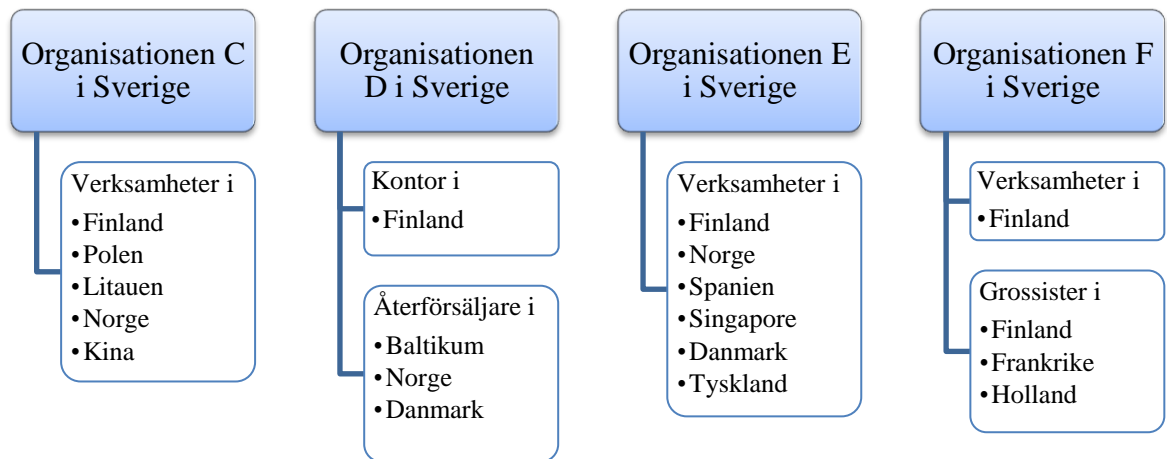 Organisationen C
i Sverige
Verksamheter i
•Finland
•Polen
•Litauen
•Norge
•Kina
Organisationen
D i Sverige
Kontor i
•Finland
Återförsäljare i
•Baltikum
•Norge
•Danmark
Organisationen E
i Sverige
Verksamheter i
•Finland
•Norge
•Spanien
•Singapore
•Danmark
•Tyskland
Organisationen F
i Sverige
Verksamheter i
•Finland
Grossister i
•Finland
•Frankrike
•Holland